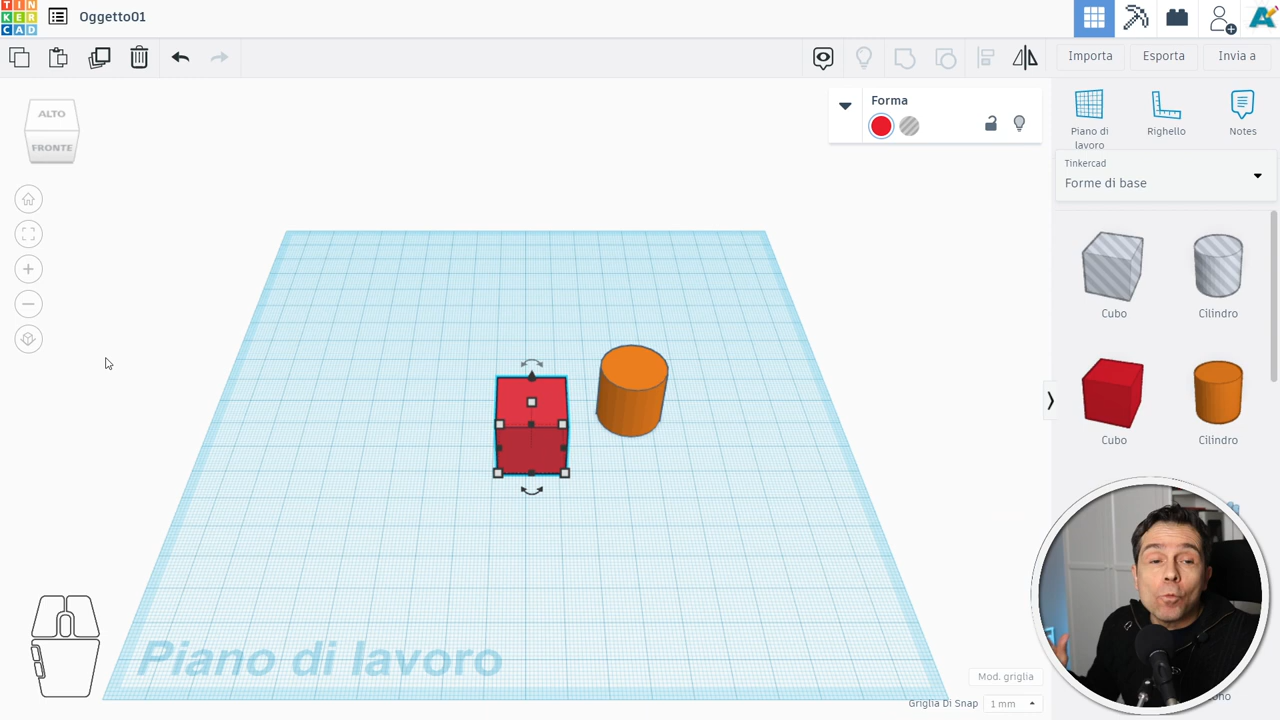 TIN
KER
CAD
Oggetto01
Importa
Esporta
Invia a
ALTO
FRONTE
Forma
Piano di
lavoro
Righello
Notes
Tinkercad
Forme di base
Cubo
Cilindro
Cubo
Cilindro
Piano di lavoro
Mod. griglia
Griglia Di Snap
1 mm